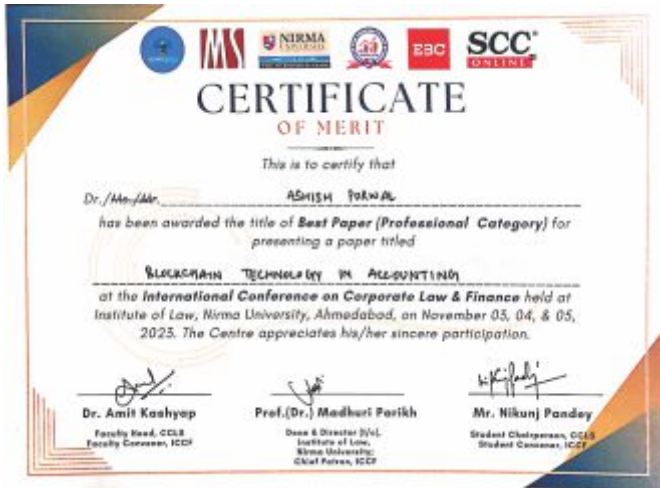 IMS
NIRMA
UNIVERSITY
EBC
SCC
ONLINE
CERTIFICATE
OF MERIT
This is to certify that
Dr./Ms./Mr. ASHISH PORWAL
has been awarded the title of Best Paper (Professional Category) for
presenting a paper titled
BLOCKCHAIN TECHNOLOGY IN ACCOUNTING
at the International Conference on Corporate Law & Finance held at
Institute of Law, Nirma University, Ahmedabad, on November 03, 04, & 05,
2023. The Centre appreciates his/her sincere participation.
Dr. Amit Kashyap
Prof.(Dr.) Madhuri Parikh
Mr. Nikunj Pandey
Faculty Head, CCLS
Faculty Convener, ICCF
Dean & Director (I/c),
Institute of Law,
Nirma University;
Chief Patron, ICCF
Student Chairperson, CCLS
Student Convener, ICCF